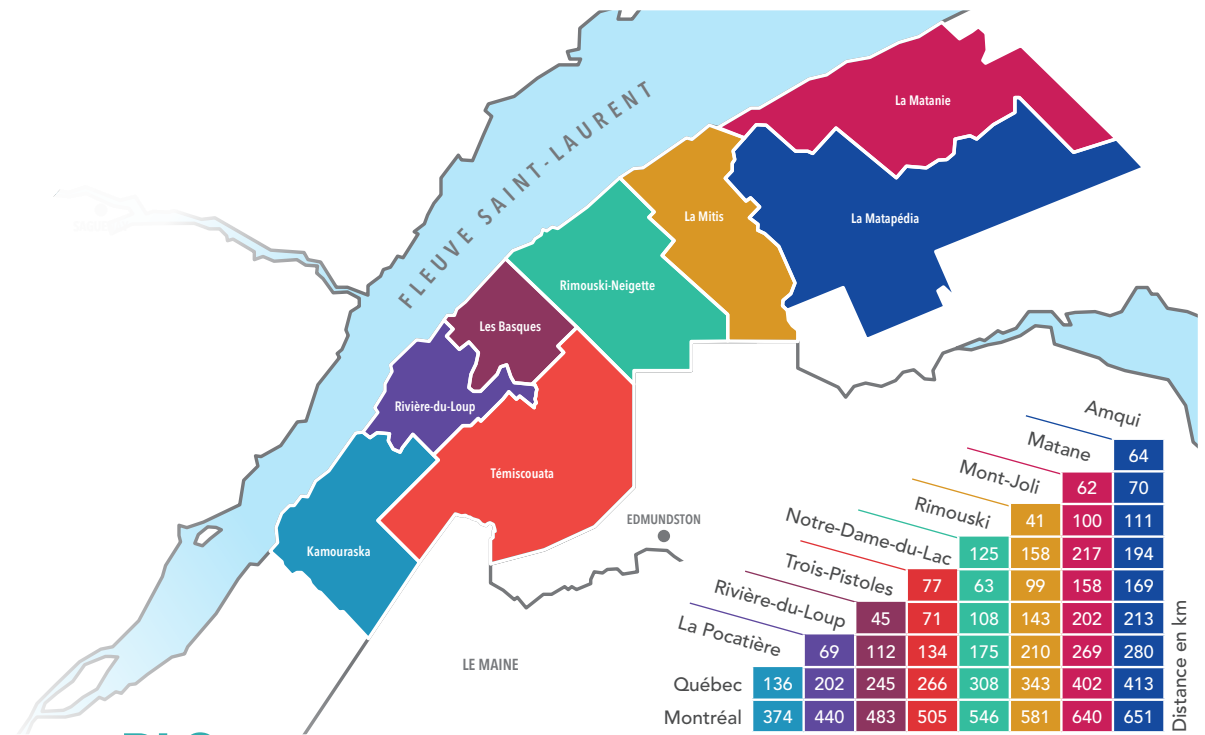 FLEUVE SAINT-LAURENT
La Matanie
La Mitis
La Matapédia
Rimouski-Neigette
Les Basques
Rivière-du-Loup
Témiscouata
EDMUNDSTON
Kamouraska
LE MAINE
Amqui
Matane 64
Mont-Joli 62 70
Rimouski 41 100 111
Notre-Dame-du-Lac 125 158 217 194
Trois-Pistoles 77 63 99 158 169
Rivière-du-Loup 45 71 108 143 202 213
La Pocatière 69 112 134 175 210 269 280
Québec 136 202 245 266 308 343 402 413
Montréal 374 440 483 505 546 581 640 651
Distance en km